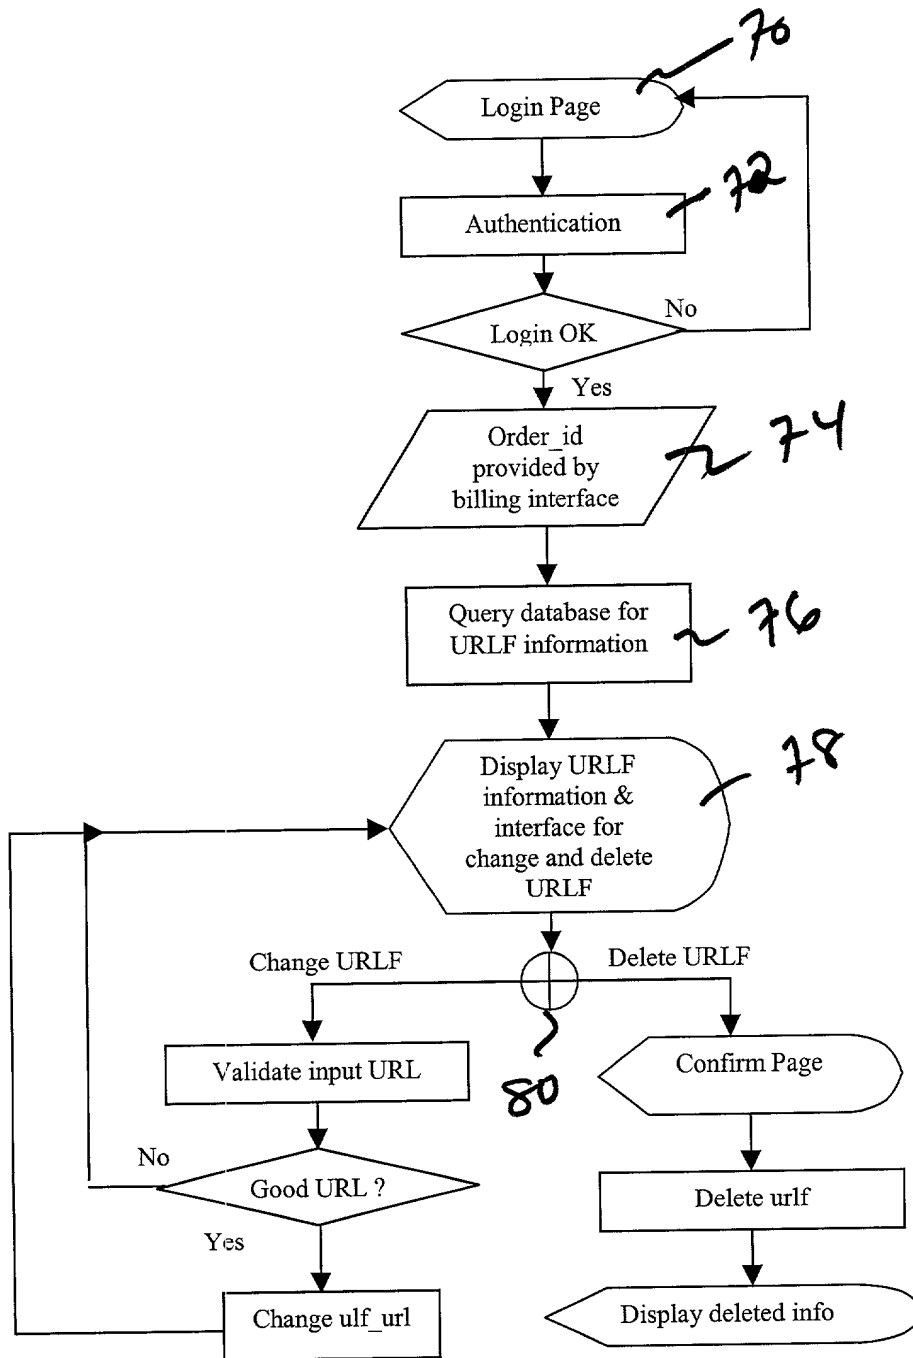 70
Login Page
72
Authentication
No
Login OK
Yes
74
Order_id
provided by
billing interface
76
Query database for
URLF information
78
Display URLF
information &
interface for
change and delete
URLF
Change URLF
Delete URLF
80
Validate input URL
Confirm Page
No
Good URL ?
Delete urlf
Yes
Change ulf_url
Display deleted info